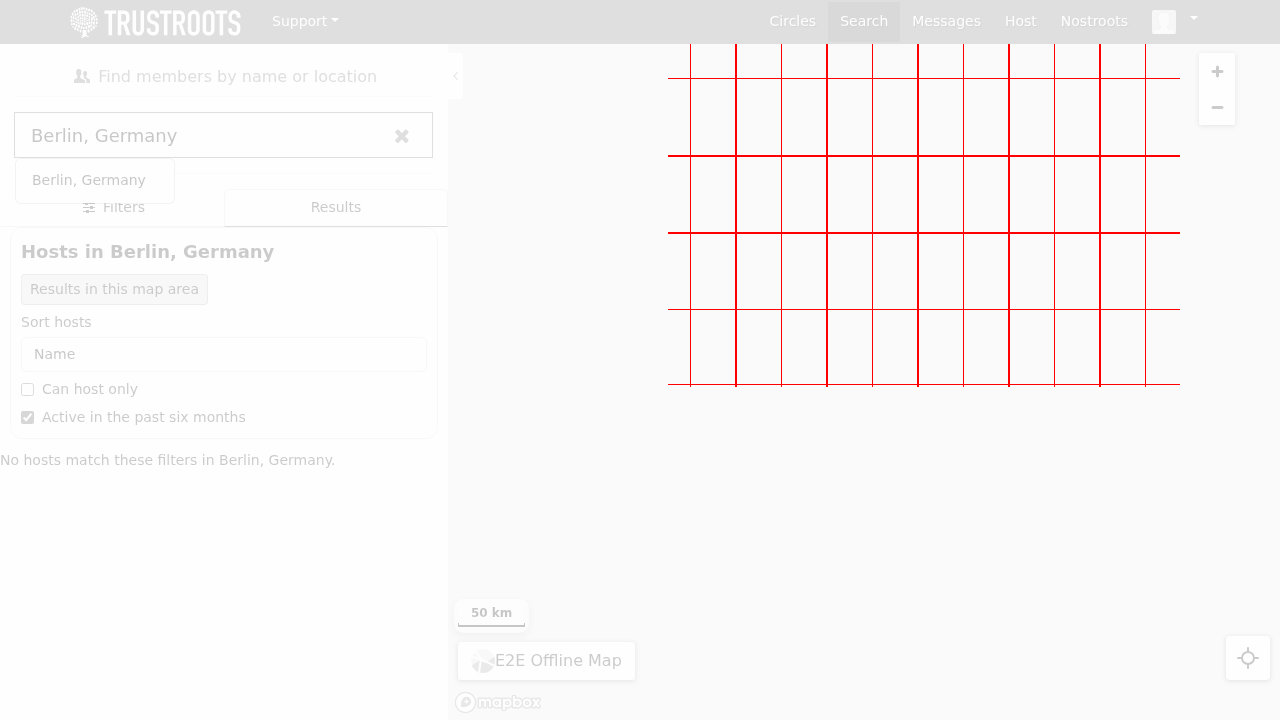 TRUSTROOTS
Support
Circles
Search
Messages
Host
Nostroots
Find members by name or location
Berlin, Germany
Berlin, Germany
Filters
Results
Hosts in Berlin, Germany
Results in this map area
Sort hosts
Name
Can host only
Active in the past six months
No hosts match these filters in Berlin, Germany.
50 km
E2E Offline Map
mapbox